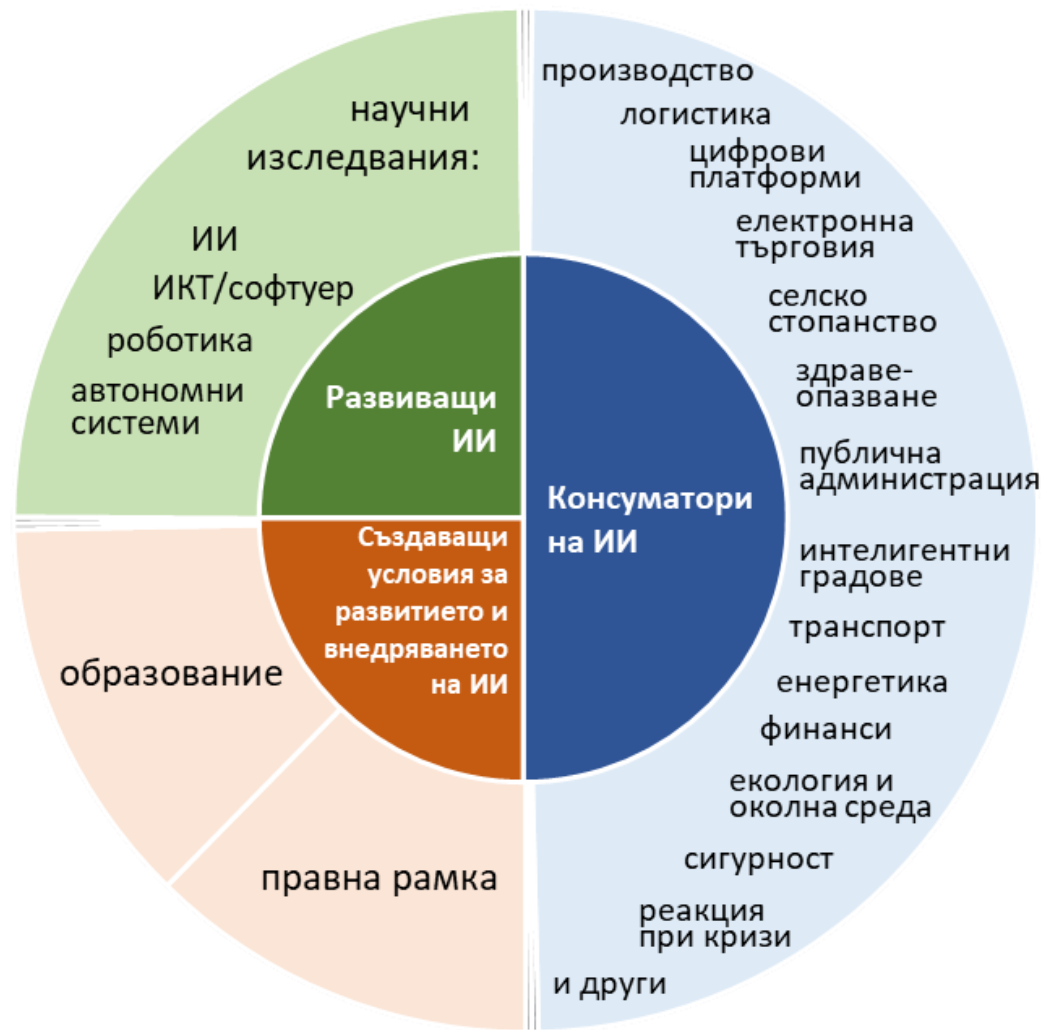 научни
изследвания:
ИИ
ИКТ/софтуер
роботика
автономни
системи
Развиващи
ИИ
Създаващи
условия за
развитието и
внедряването
на ИИ
образование
правна рамка
Консуматори
на ИИ
производство
логистика
цифрови
платформи
електронна
търговия
селско
стопанство
здраве-
опазване
публична
администрация
интелигентни
градове
транспорт
енергетика
финанси
екология и
околна среда
сигурност
реакция
при кризи
и други